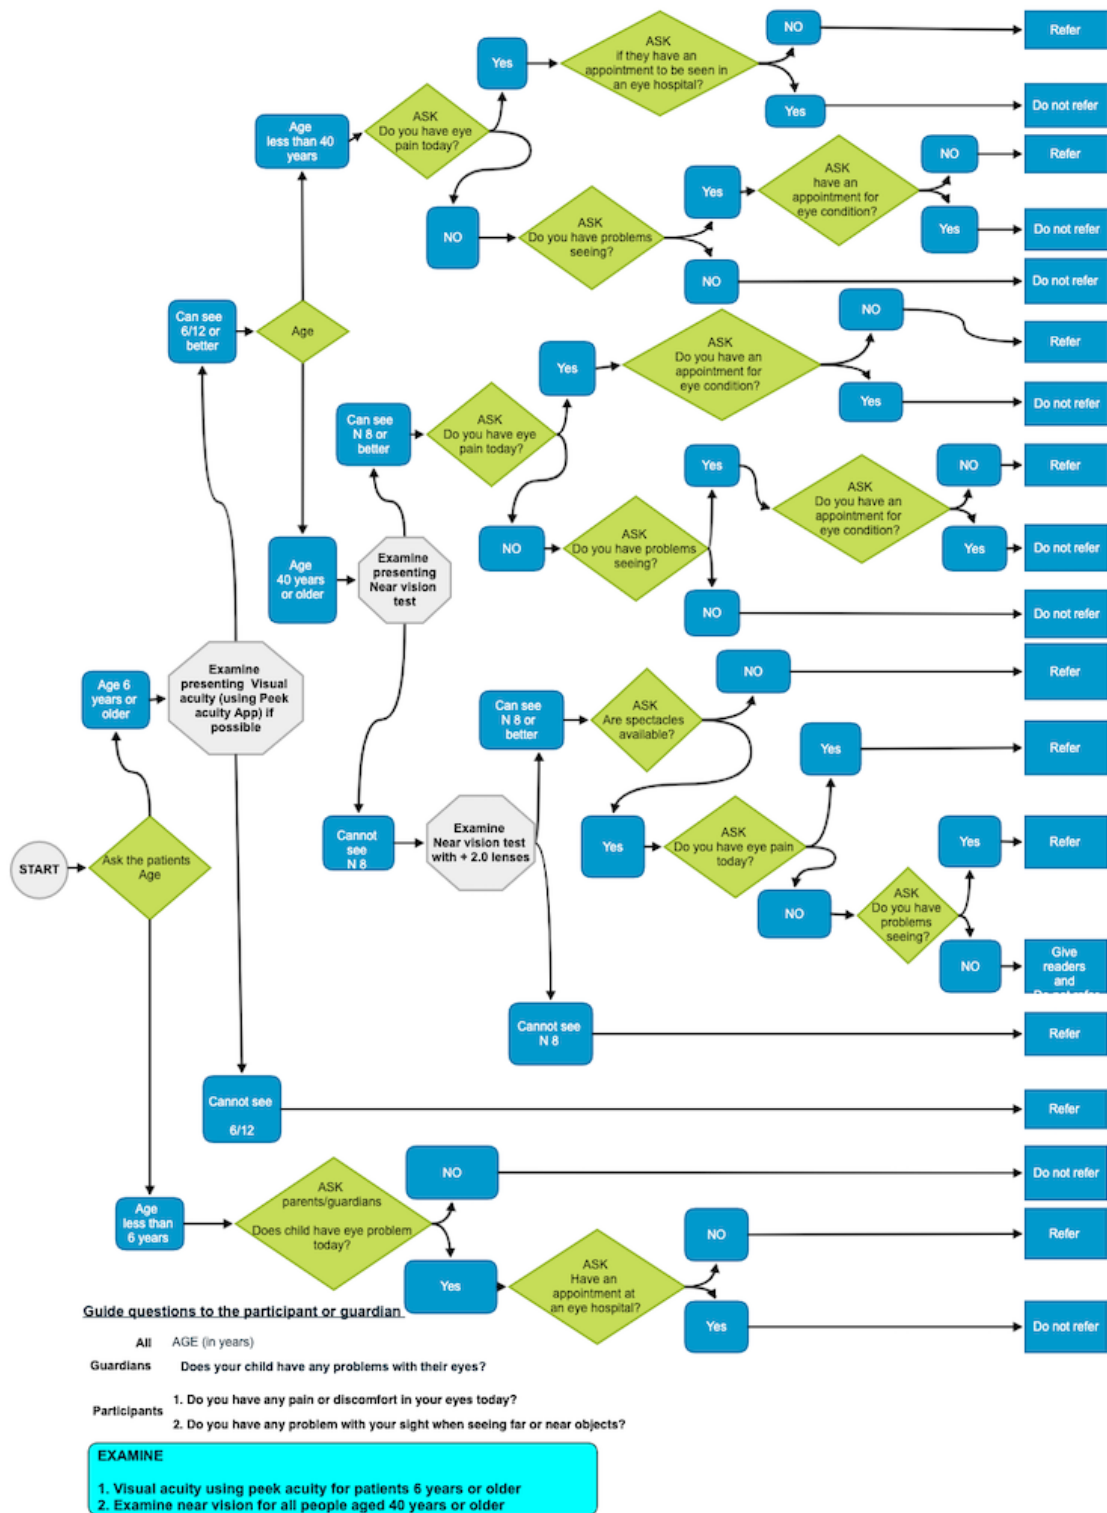 NO
Refer
ASK
if they have an
appointment to be seen in
an eye hospital?
Yes
Yes
Do not refer
Age
less than 40
years
ASK
Do you have eye
pain today?
NO
Refer
ASK
have an
appointment for
eye condition?
Yes
NO
ASK
Do you have problems
seeing?
Yes
Do not refer
NO
Do not refer
Can see
6/12 or
better
Age
NO
Refer
ASK
Do you have an
appointment for
eye condition?
Yes
Yes
Do not refer
Can see
N 8 or
better
ASK
Do you have eye
pain today?
Yes
NO
Refer
ASK
Do you have an
appointment for
eye condition?
NO
ASK
Do you have problems
seeing?
Yes
Do not refer
Age
40 years
or older
Examine
presenting
Near vision
test
NO
Do not refer
Age 6
years or
older
Examine
presenting Visual
acuity (using Peek
acuity App) if
possible
NO
Refer
Can see
N 8 or
better
ASK
Are spectacles
available?
Yes
Refer
Cannot
see
N 8
Examine
Near vision test
with + 2.0 lenses
Yes
ASK
Do you have eye pain
today?
Yes
Refer
START
Ask the patients
Age
NO
ASK
Do you have
problems
seeing?
NO
Give
readers
and
Do not refer
Cannot see
N 8
Refer
Cannot see
6/12
Refer
NO
Do not refer
Age
less than
6 years
ASK
parents/guardians
Does child have eye problem
today?
NO
Refer
Yes
ASK
Have an
appointment at
an eye hospital?
Yes
Do not refer
Guide questions to the participant or guardian
All AGE (in years)
Guardians Does your child have any problems with their eyes?
Participants
1. Do you have any pain or discomfort in your eyes today?
2. Do you have any problem with your sight when seeing far or near objects?
EXAMINE
1. Visual acuity using peek acuity for patients 6 years or older
2. Examine near vision for all people aged 40 years or older